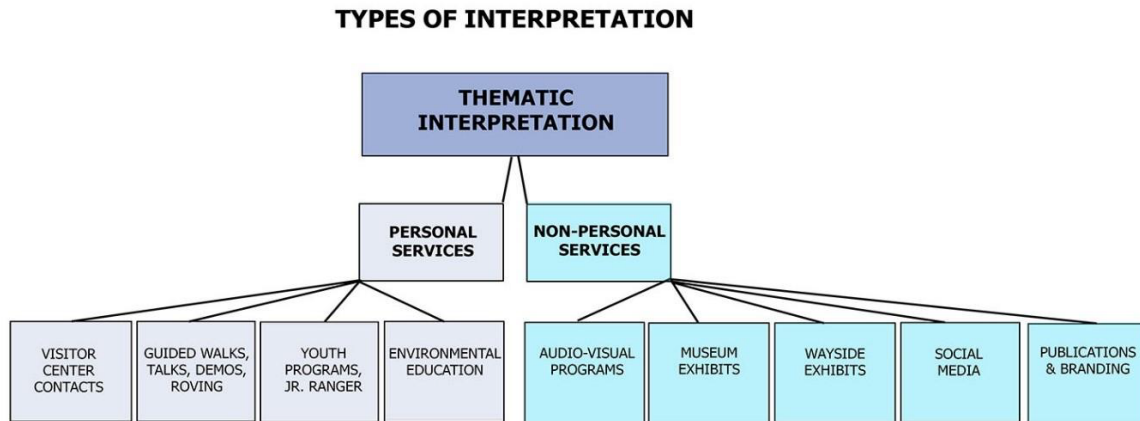 TYPES OF INTERPRETATION
THEMATIC
INTERPRETATION
PERSONAL
SERVICES
NON-PERSONAL
SERVICES
VISITOR
CENTER
CONTACTS
GUIDED WALKS,
TALKS, DEMOS,
ROVING
YOUTH
PROGRAMS,
JR. RANGER
ENVIRONMENTAL
EDUCATION
AUDIO-VISUAL
PROGRAMS
MUSEUM
EXHIBITS
WAYSIDE
EXHIBITS
SOCIAL
MEDIA
PUBLICATIONS
& BRANDING